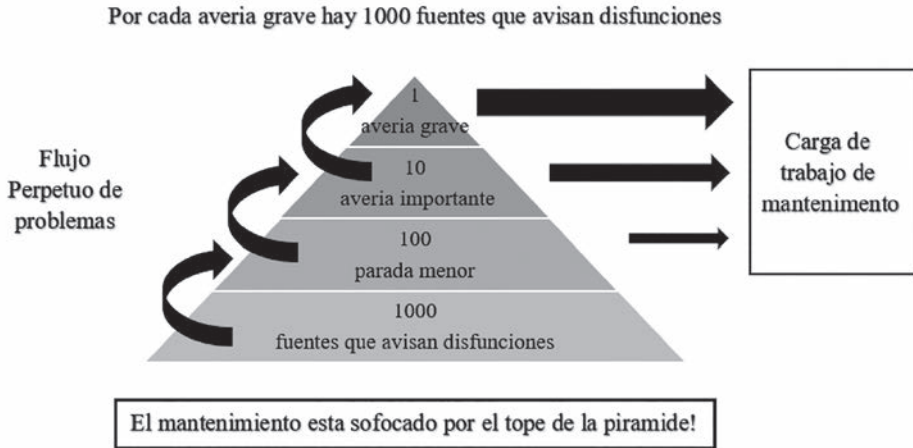 Por cada averia grave hay 1000 fuentes que avisan disfunciones
Flujo
Perpetuo de
problemas
1
averia grave
10
averia importante
100
parada menor
1000
fuentes que avisan disfunciones
Carga de
trabajo de
mantenimento
El mantenimiento esta sofocado por el tope de la piramide!